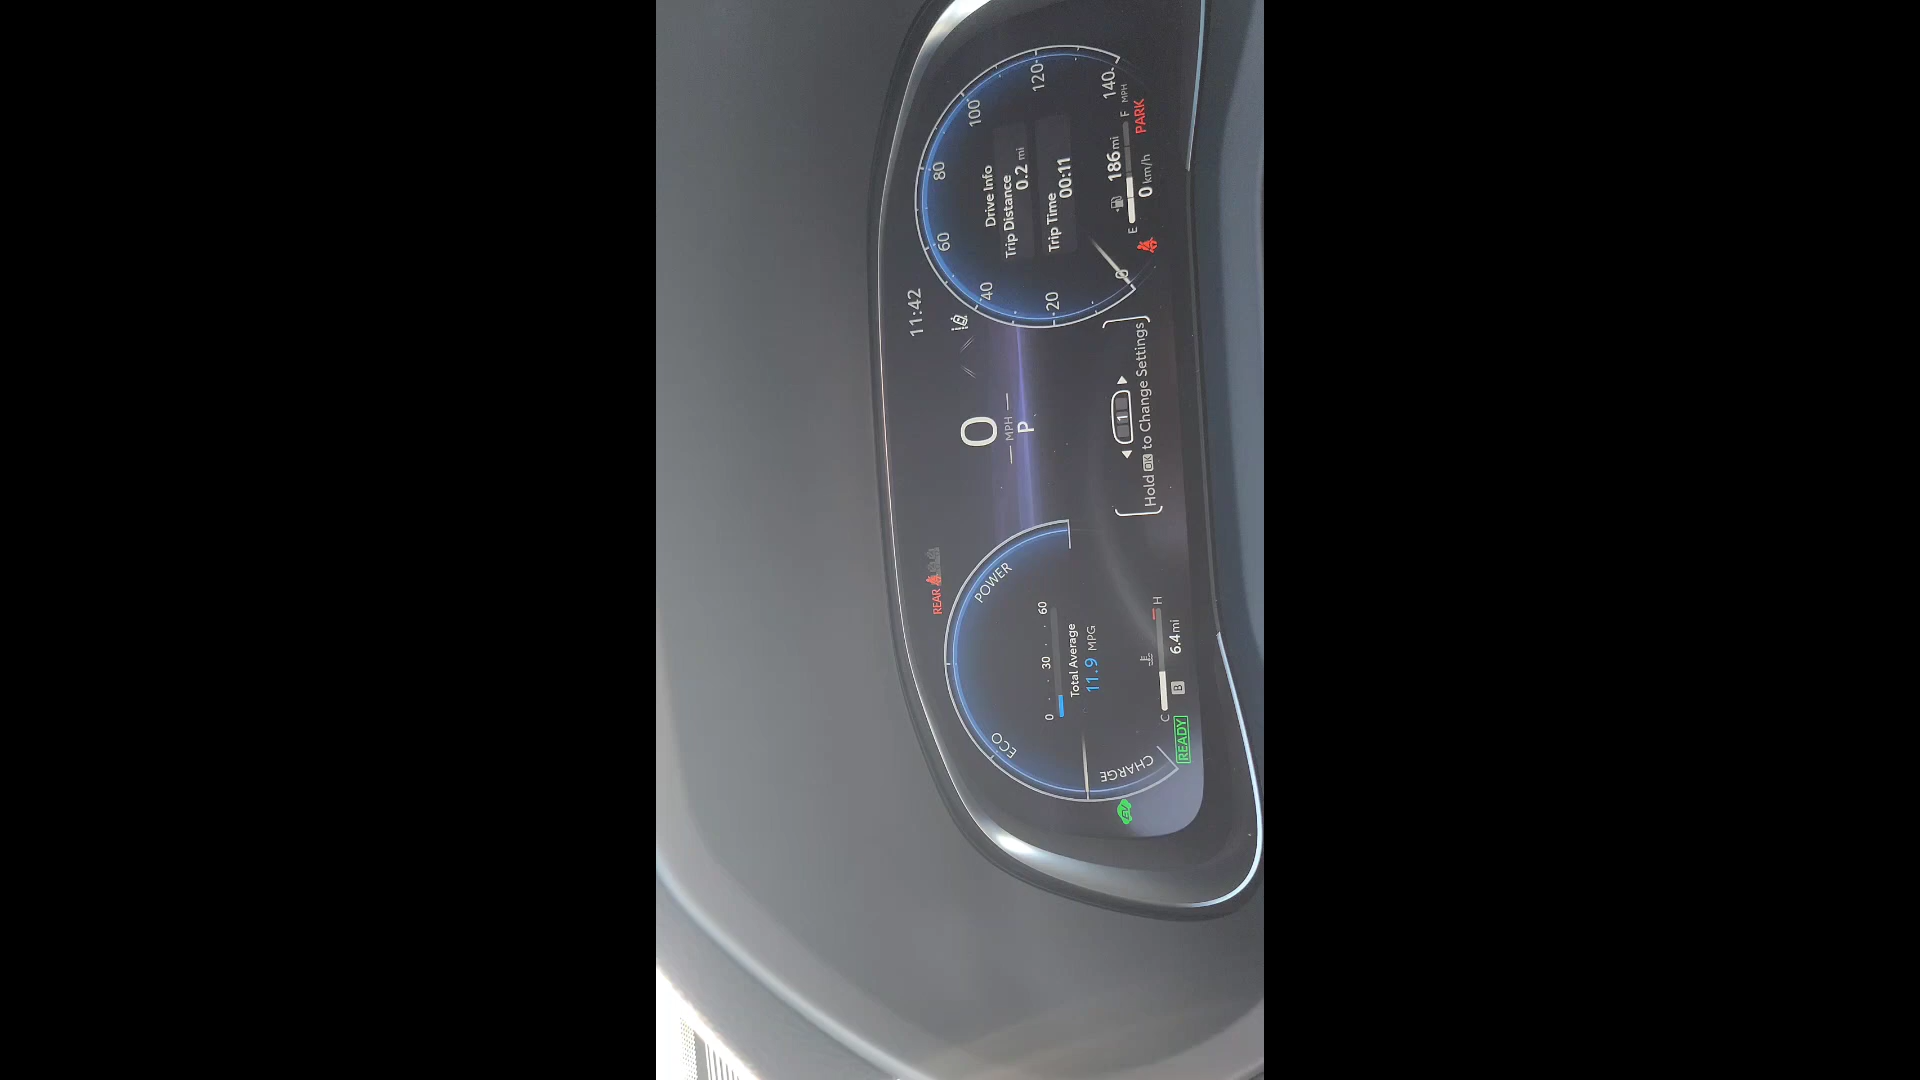 REAR
11:42
POWER
ECO
CHARGE
0 30 60
Total Average
11.9 MPG
C H
B 6.4 mi
READY
EV
0
MPH
P
1
Hold OK to Change Settings
0 20 40 60 80 100 120 140
MPH
Drive Info
Trip Distance
0.2 mi
Trip Time
00:11
186 mi
E F
0 km/h
PARK